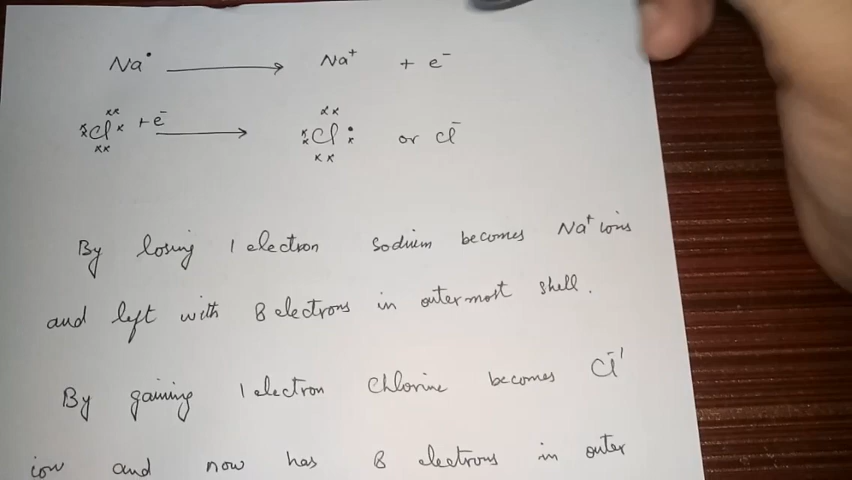 Na• ⟶ Na⁺ + e⁻
Cl + e⁻ ⟶ Cl or Cl⁻
By losing 1 electron Sodium becomes Na⁺ ions
and left with 8 electrons in outermost shell.
By gaining 1 electron Chlorine becomes Cl⁻¹
ion and now has 8 electrons in outer